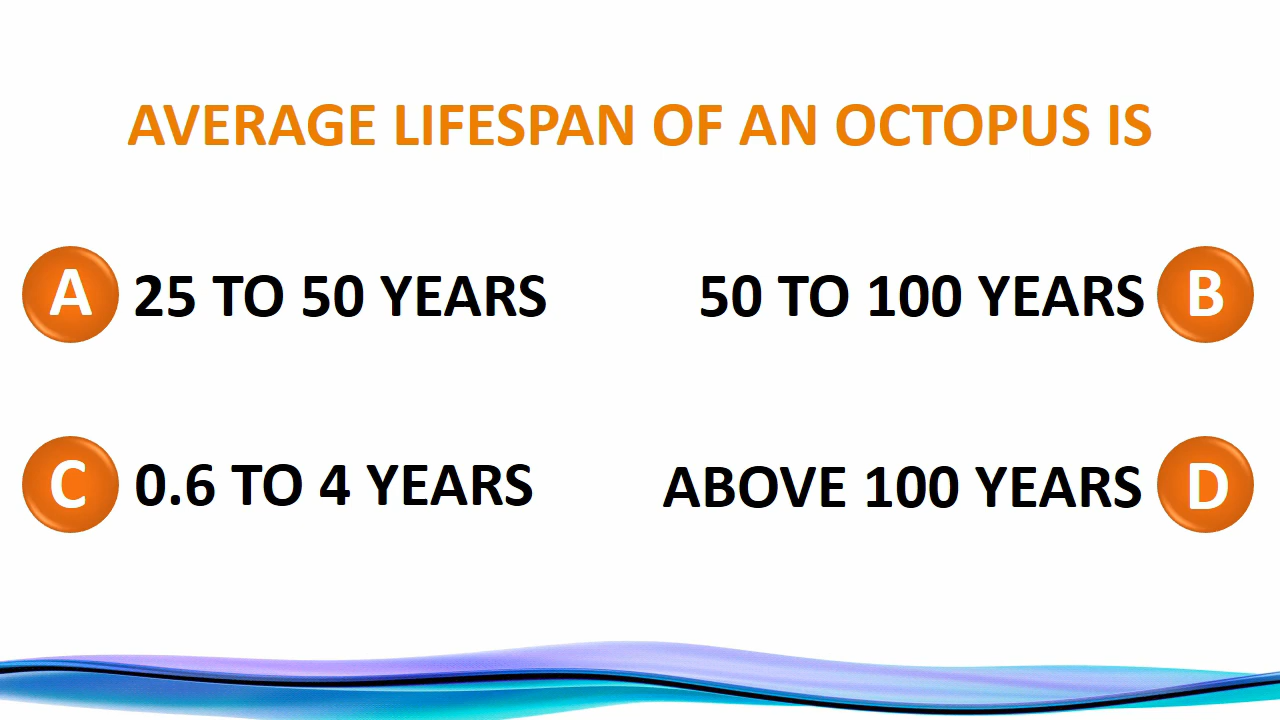 AVERAGE LIFESPAN OF AN OCTOPUS IS
A 25 TO 50 YEARS
50 TO 100 YEARS B
C 0.6 TO 4 YEARS
ABOVE 100 YEARS D